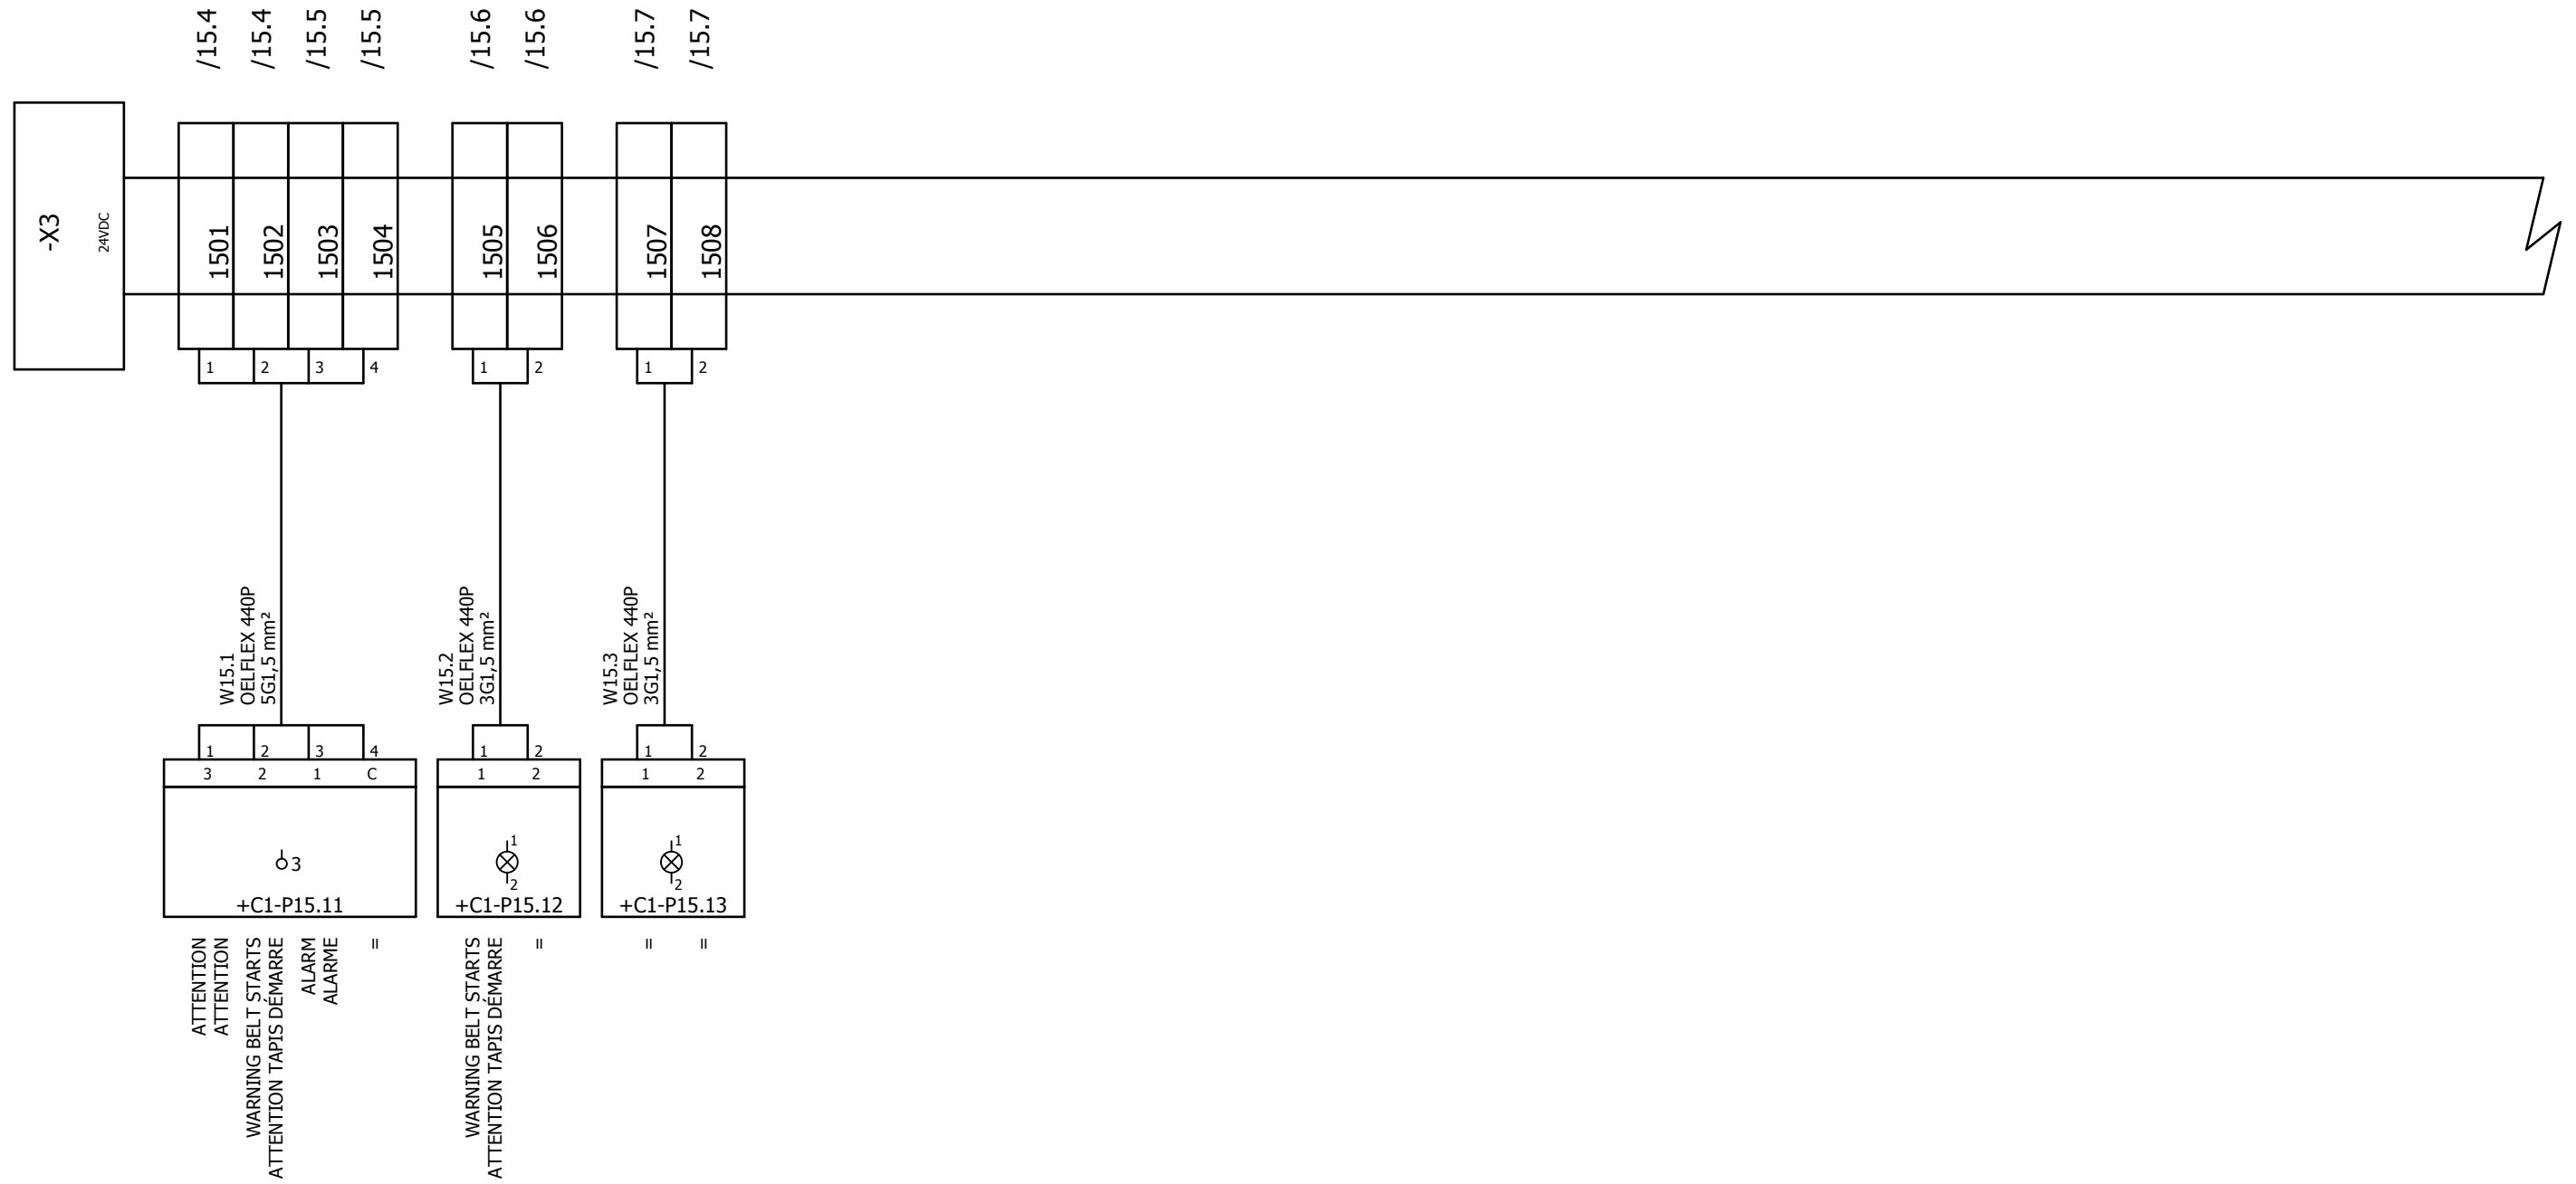 /15.4
/15.4
/15.5
/15.5
/15.6
/15.6
/15.7
/15.7
-X3
24VDC
1501
1502
1503
1504
1505
1506
1507
1508
1
2
3
4
1
2
1
2
W15.1
OELFLEX 440P
5G1,5 mm²
W15.2
OELFLEX 440P
3G1,5 mm²
W15.3
OELFLEX 440P
3G1,5 mm²
1
2
3
4
1
2
1
2
3
2
1
C
1
2
1
2
3
1
2
1
2
+C1-P15.11
+C1-P15.12
+C1-P15.13
ATTENTION
ATTENTION
WARNING BELT STARTS
ATTENTION TAPIS DÉMARRE
ALARM
ALARME
=
WARNING BELT STARTS
ATTENTION TAPIS DÉMARRE
=
=
=